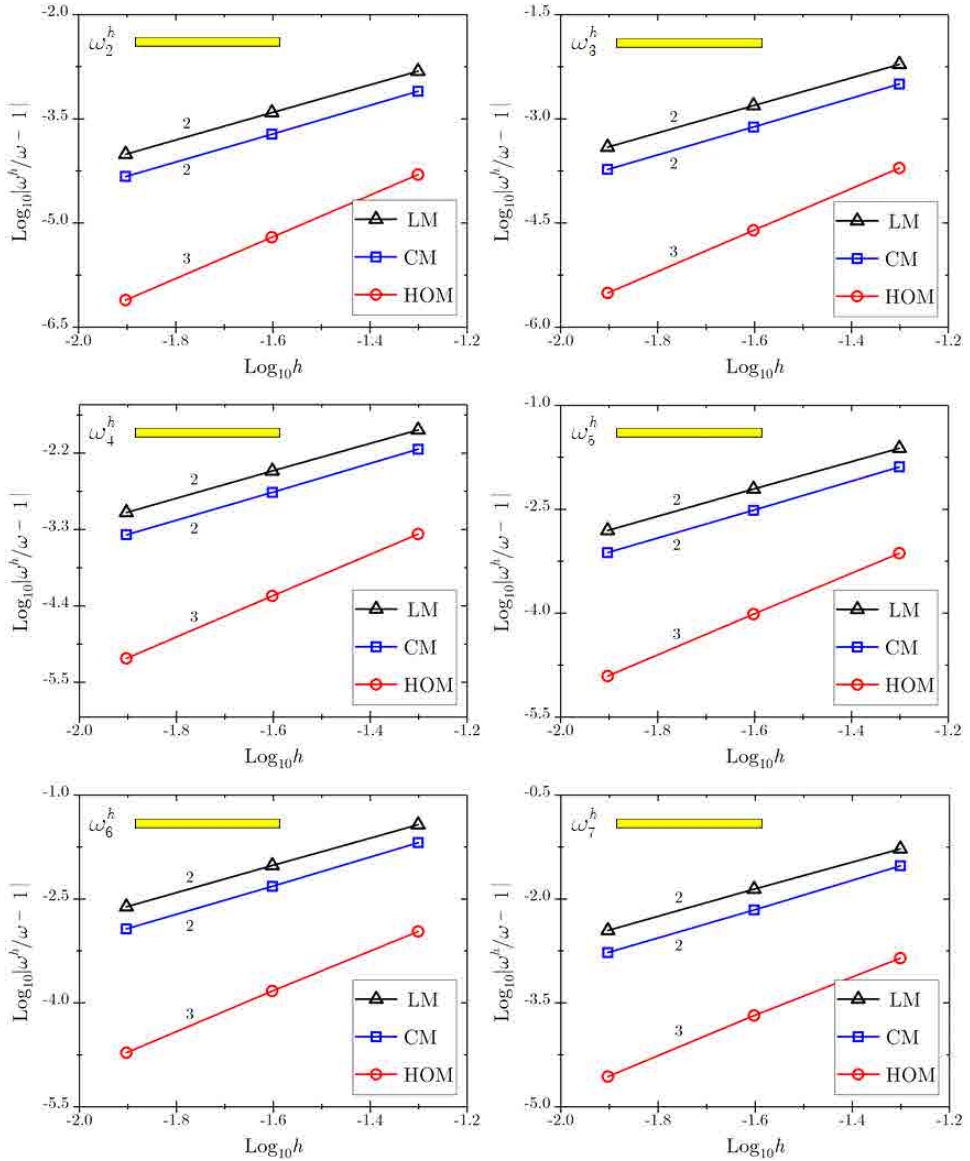 ω₂ʰ
-2.0
-3.5
-5.0
-6.5
Log₁₀|ωʰ/ω − 1|
2
2
3
LM
CM
HOM
-2.0 -1.8 -1.6 -1.4 -1.2
Log₁₀h
ω₃ʰ
-1.5
-3.0
-4.5
-6.0
Log₁₀|ωʰ/ω − 1|
2
2
3
LM
CM
HOM
-2.0 -1.8 -1.6 -1.4 -1.2
Log₁₀h
ω₄ʰ
-2.2
-3.3
-4.4
-5.5
Log₁₀|ωʰ/ω − 1|
2
2
3
LM
CM
HOM
-2.0 -1.8 -1.6 -1.4 -1.2
Log₁₀h
ω₅ʰ
-1.0
-2.5
-4.0
-5.5
Log₁₀|ωʰ/ω − 1|
2
2
3
LM
CM
HOM
-2.0 -1.8 -1.6 -1.4 -1.2
Log₁₀h
ω₆ʰ
-1.0
-2.5
-4.0
-5.5
Log₁₀|ωʰ/ω − 1|
2
2
3
LM
CM
HOM
-2.0 -1.8 -1.6 -1.4 -1.2
Log₁₀h
ω₇ʰ
-0.5
-2.0
-3.5
-5.0
Log₁₀|ωʰ/ω − 1|
2
2
3
LM
CM
HOM
-2.0 -1.8 -1.6 -1.4 -1.2
Log₁₀h